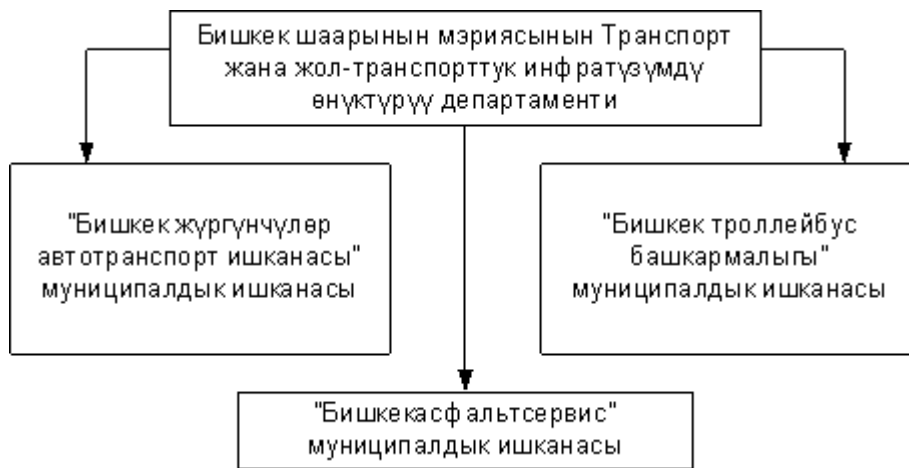 Бишкек шаарынын мэриясынын Транспорт
жана жол-транспорттук инфратүзүмдү
өнүктүрүү департаменти
"Бишкек жүргүнчүлөр
автотранспорт ишканасы"
муниципалдык ишканасы
"Бишкек троллейбус
башкармалыгы"
муниципалдык ишканасы
"Бишкекасфальтсервис"
муниципалдык ишканасы